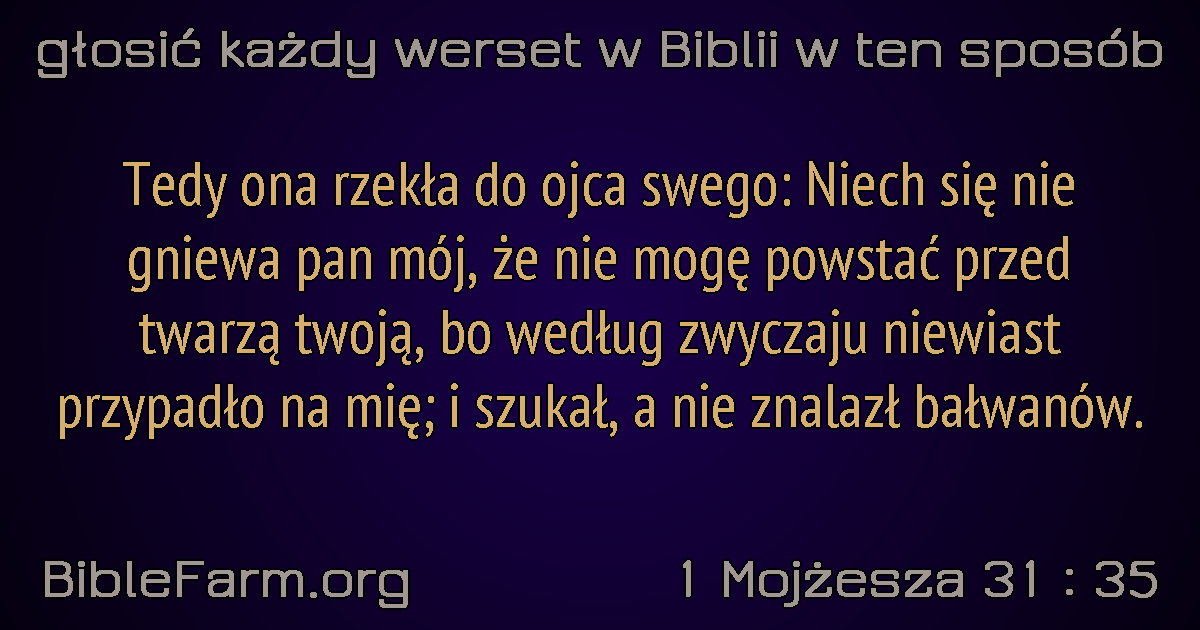 głosić każdy werset w Biblii w ten sposób
Tedy ona rzekła do ojca swego: Niech się nie
gniewa pan mój, że nie mogę powstać przed
twarzą twoją, bo według zwyczaju niewiast
przypadło na mię; i szukał, a nie znalazł bałwanów.
BibleFarm.org
1 Mojżesza 31 : 35